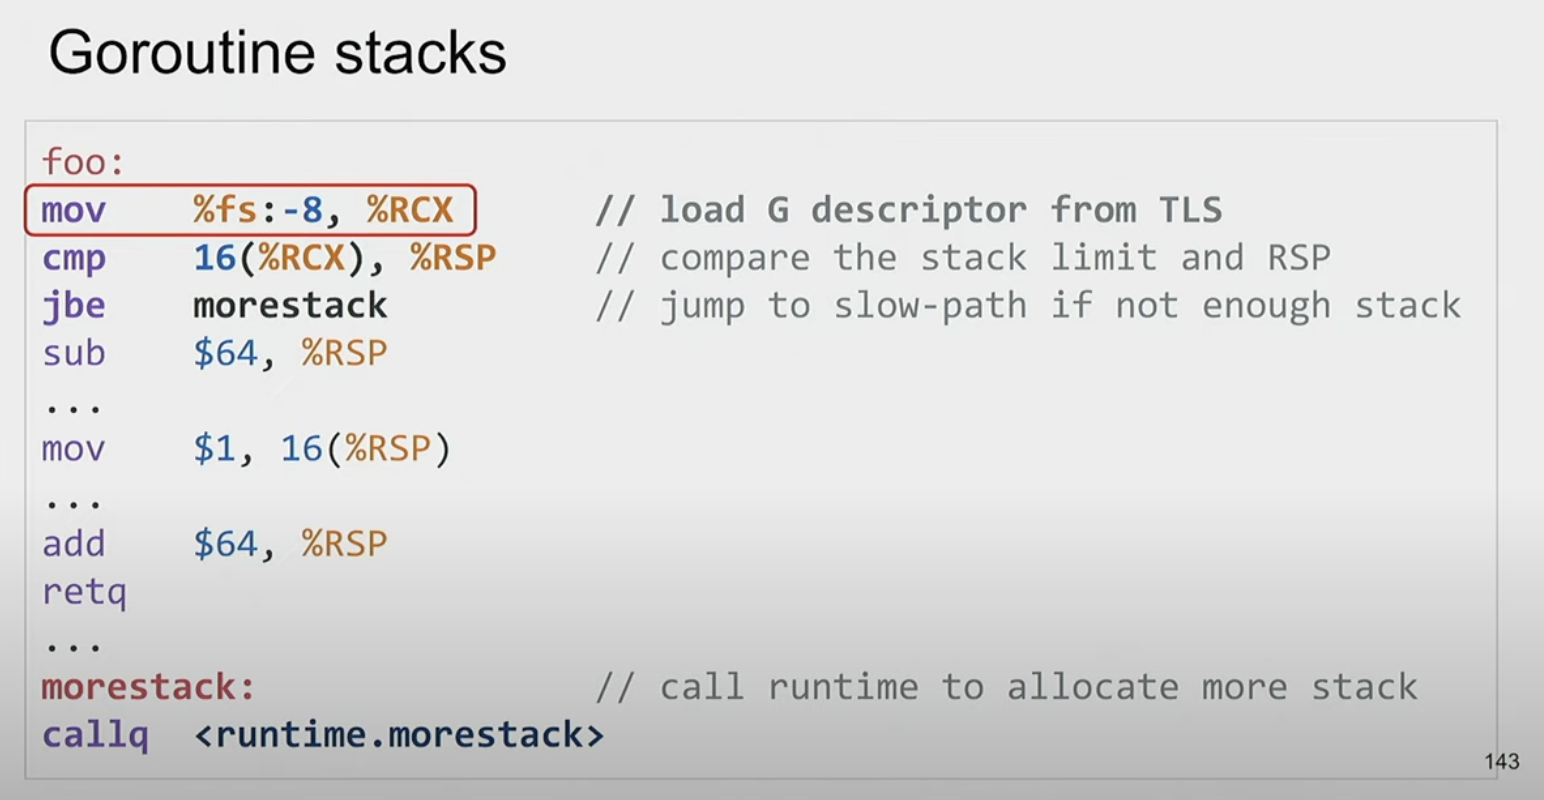 Goroutine stacks
foo:
mov %fs:-8, %RCX // load G descriptor from TLS
cmp 16(%RCX), %RSP // compare the stack limit and RSP
jbe morestack // jump to slow-path if not enough stack
sub $64, %RSP
...
mov $1, 16(%RSP)
...
add $64, %RSP
retq
...
morestack: // call runtime to allocate more stack
callq <runtime.morestack>
143